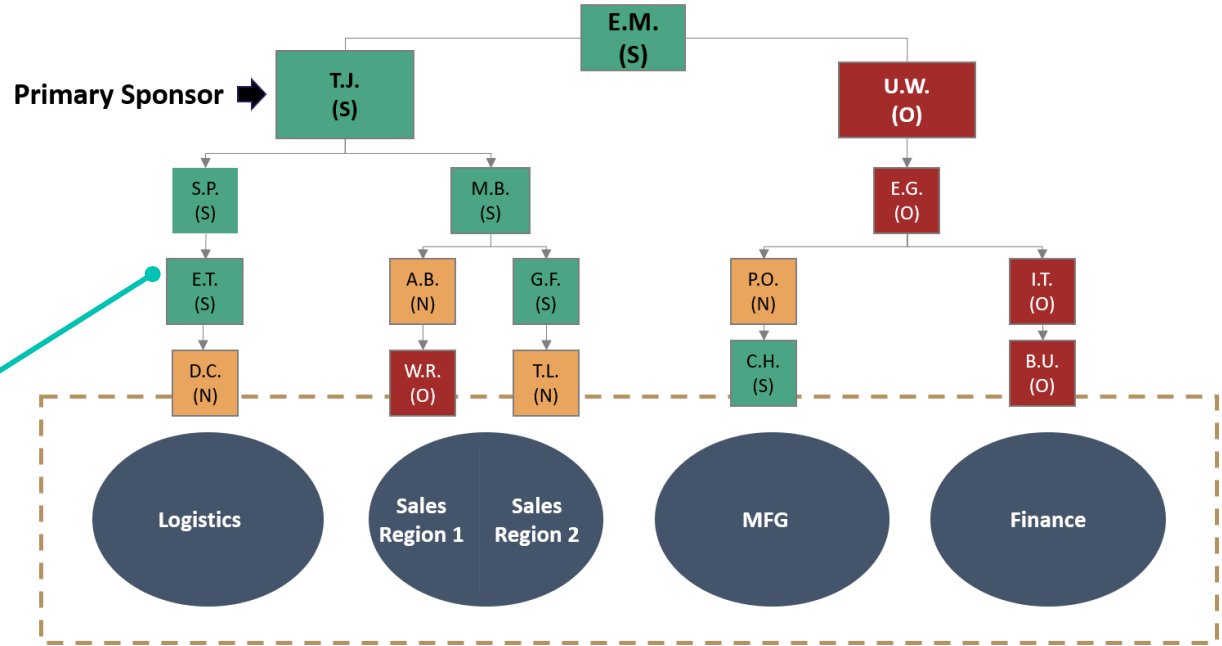 E.M.
(S)
Primary Sponsor
T.J.
(S)
U.W.
(O)
S.P.
(S)
M.B.
(S)
E.G.
(O)
E.T.
(S)
A.B.
(N)
G.F.
(S)
P.O.
(N)
I.T.
(O)
D.C.
(N)
W.R.
(O)
T.L.
(N)
C.H.
(S)
B.U.
(O)
Logistics
Sales
Region 1
Sales
Region 2
MFG
Finance